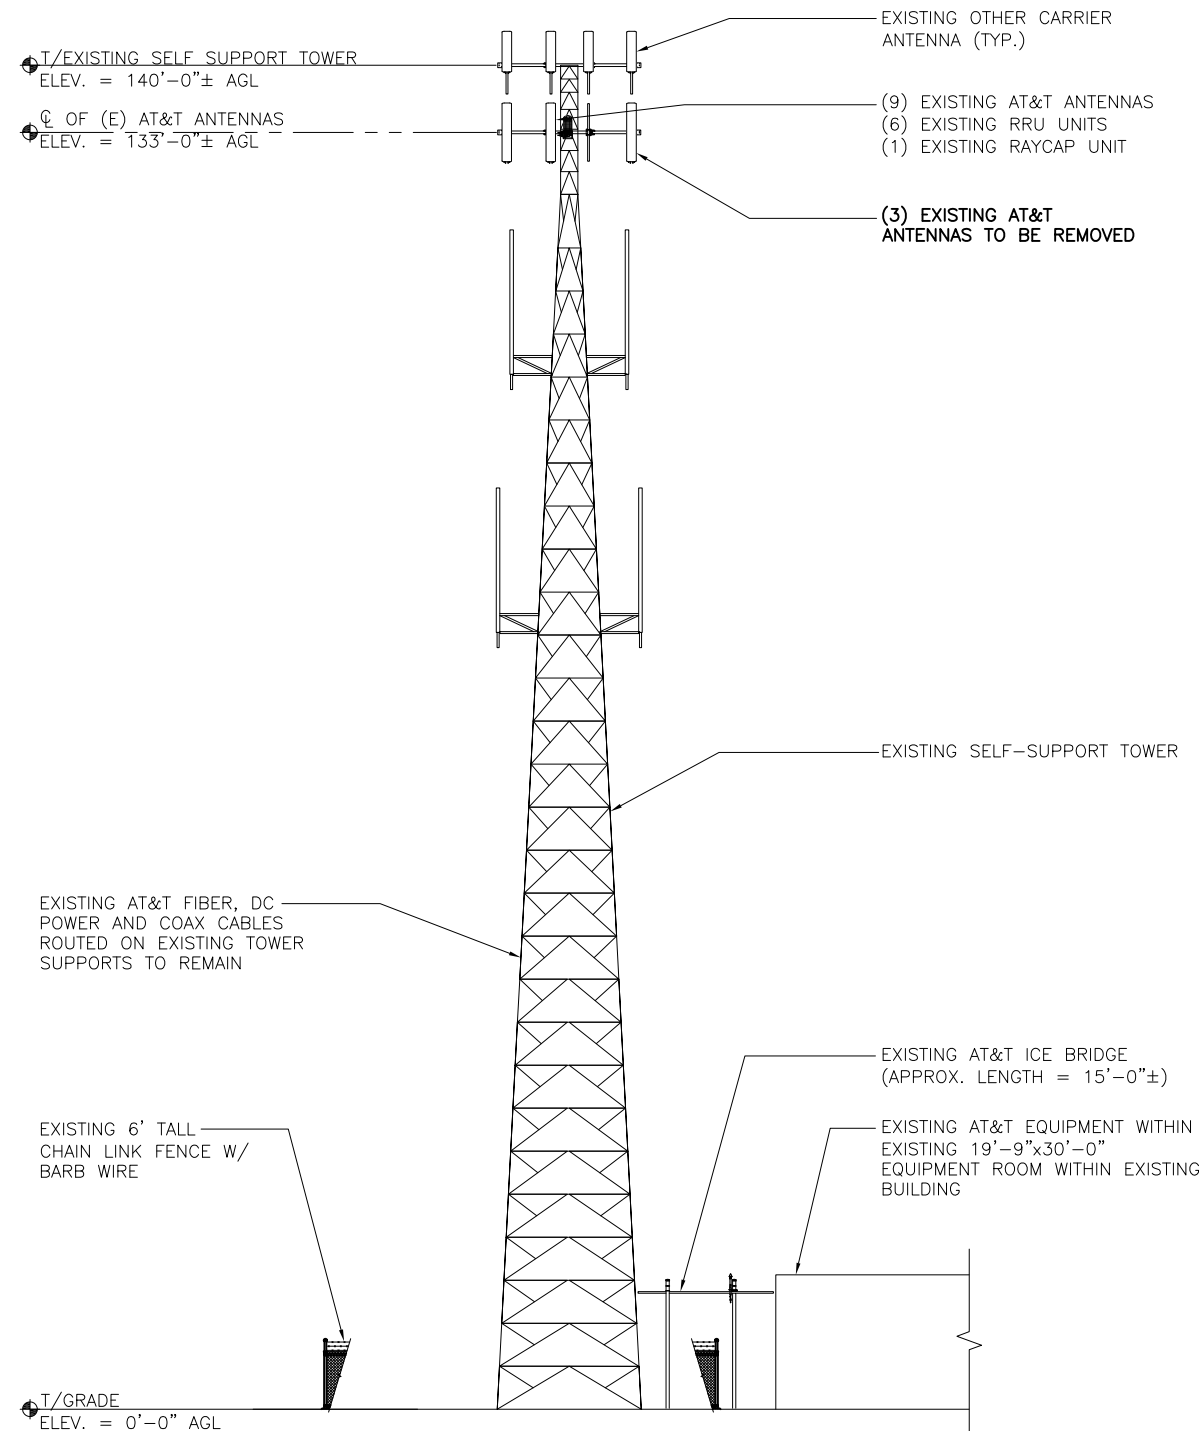 EXISTING OTHER CARRIER
ANTENNA (TYP.)
T/EXISTING SELF SUPPORT TOWER
ELEV. = 140'-0"± AGL
℄ OF (E) AT&T ANTENNAS
ELEV. = 133'-0"± AGL
(9) EXISTING AT&T ANTENNAS
(6) EXISTING RRU UNITS
(1) EXISTING RAYCAP UNIT
(3) EXISTING AT&T
ANTENNAS TO BE REMOVED
EXISTING SELF-SUPPORT TOWER
EXISTING AT&T FIBER, DC
POWER AND COAX CABLES
ROUTED ON EXISTING TOWER
SUPPORTS TO REMAIN
EXISTING AT&T ICE BRIDGE
(APPROX. LENGTH = 15'-0"±)
EXISTING 6' TALL
CHAIN LINK FENCE W/
BARB WIRE
EXISTING AT&T EQUIPMENT WITHIN
EXISTING 19'-9"x30'-0"
EQUIPMENT ROOM WITHIN EXISTING
BUILDING
T/GRADE
ELEV. = 0'-0" AGL